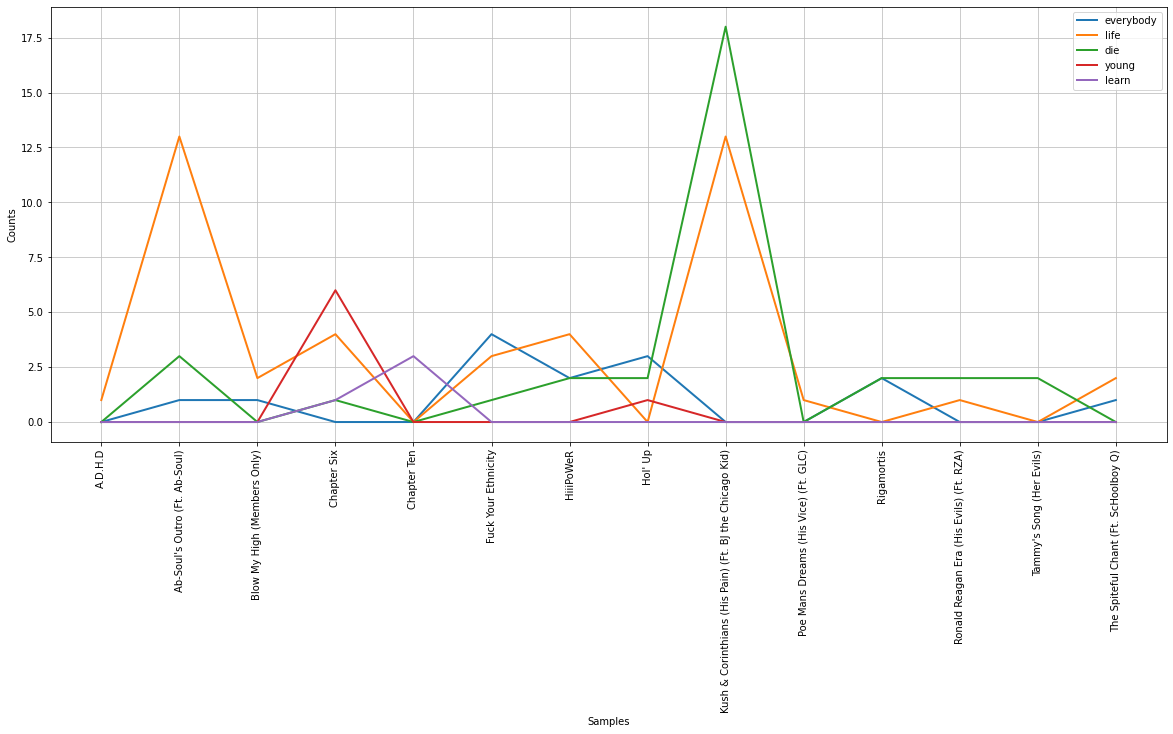 everybody
life
die
young
learn
Counts
17.5
15.0
12.5
10.0
7.5
5.0
2.5
0.0
A.D.H.D
Ab-Soul's Outro (Ft. Ab-Soul)
Blow My High (Members Only)
Chapter Six
Chapter Ten
Fuck Your Ethnicity
HiiiPoWeR
Hol' Up
Kush & Corinthians (His Pain) (Ft. BJ the Chicago Kid)
Poe Mans Dreams (His Vice) (Ft. GLC)
Rigamortis
Ronald Reagan Era (His Evils) (Ft. RZA)
Tammy's Song (Her Evils)
The Spiteful Chant (Ft. ScHoolboy Q)
Samples